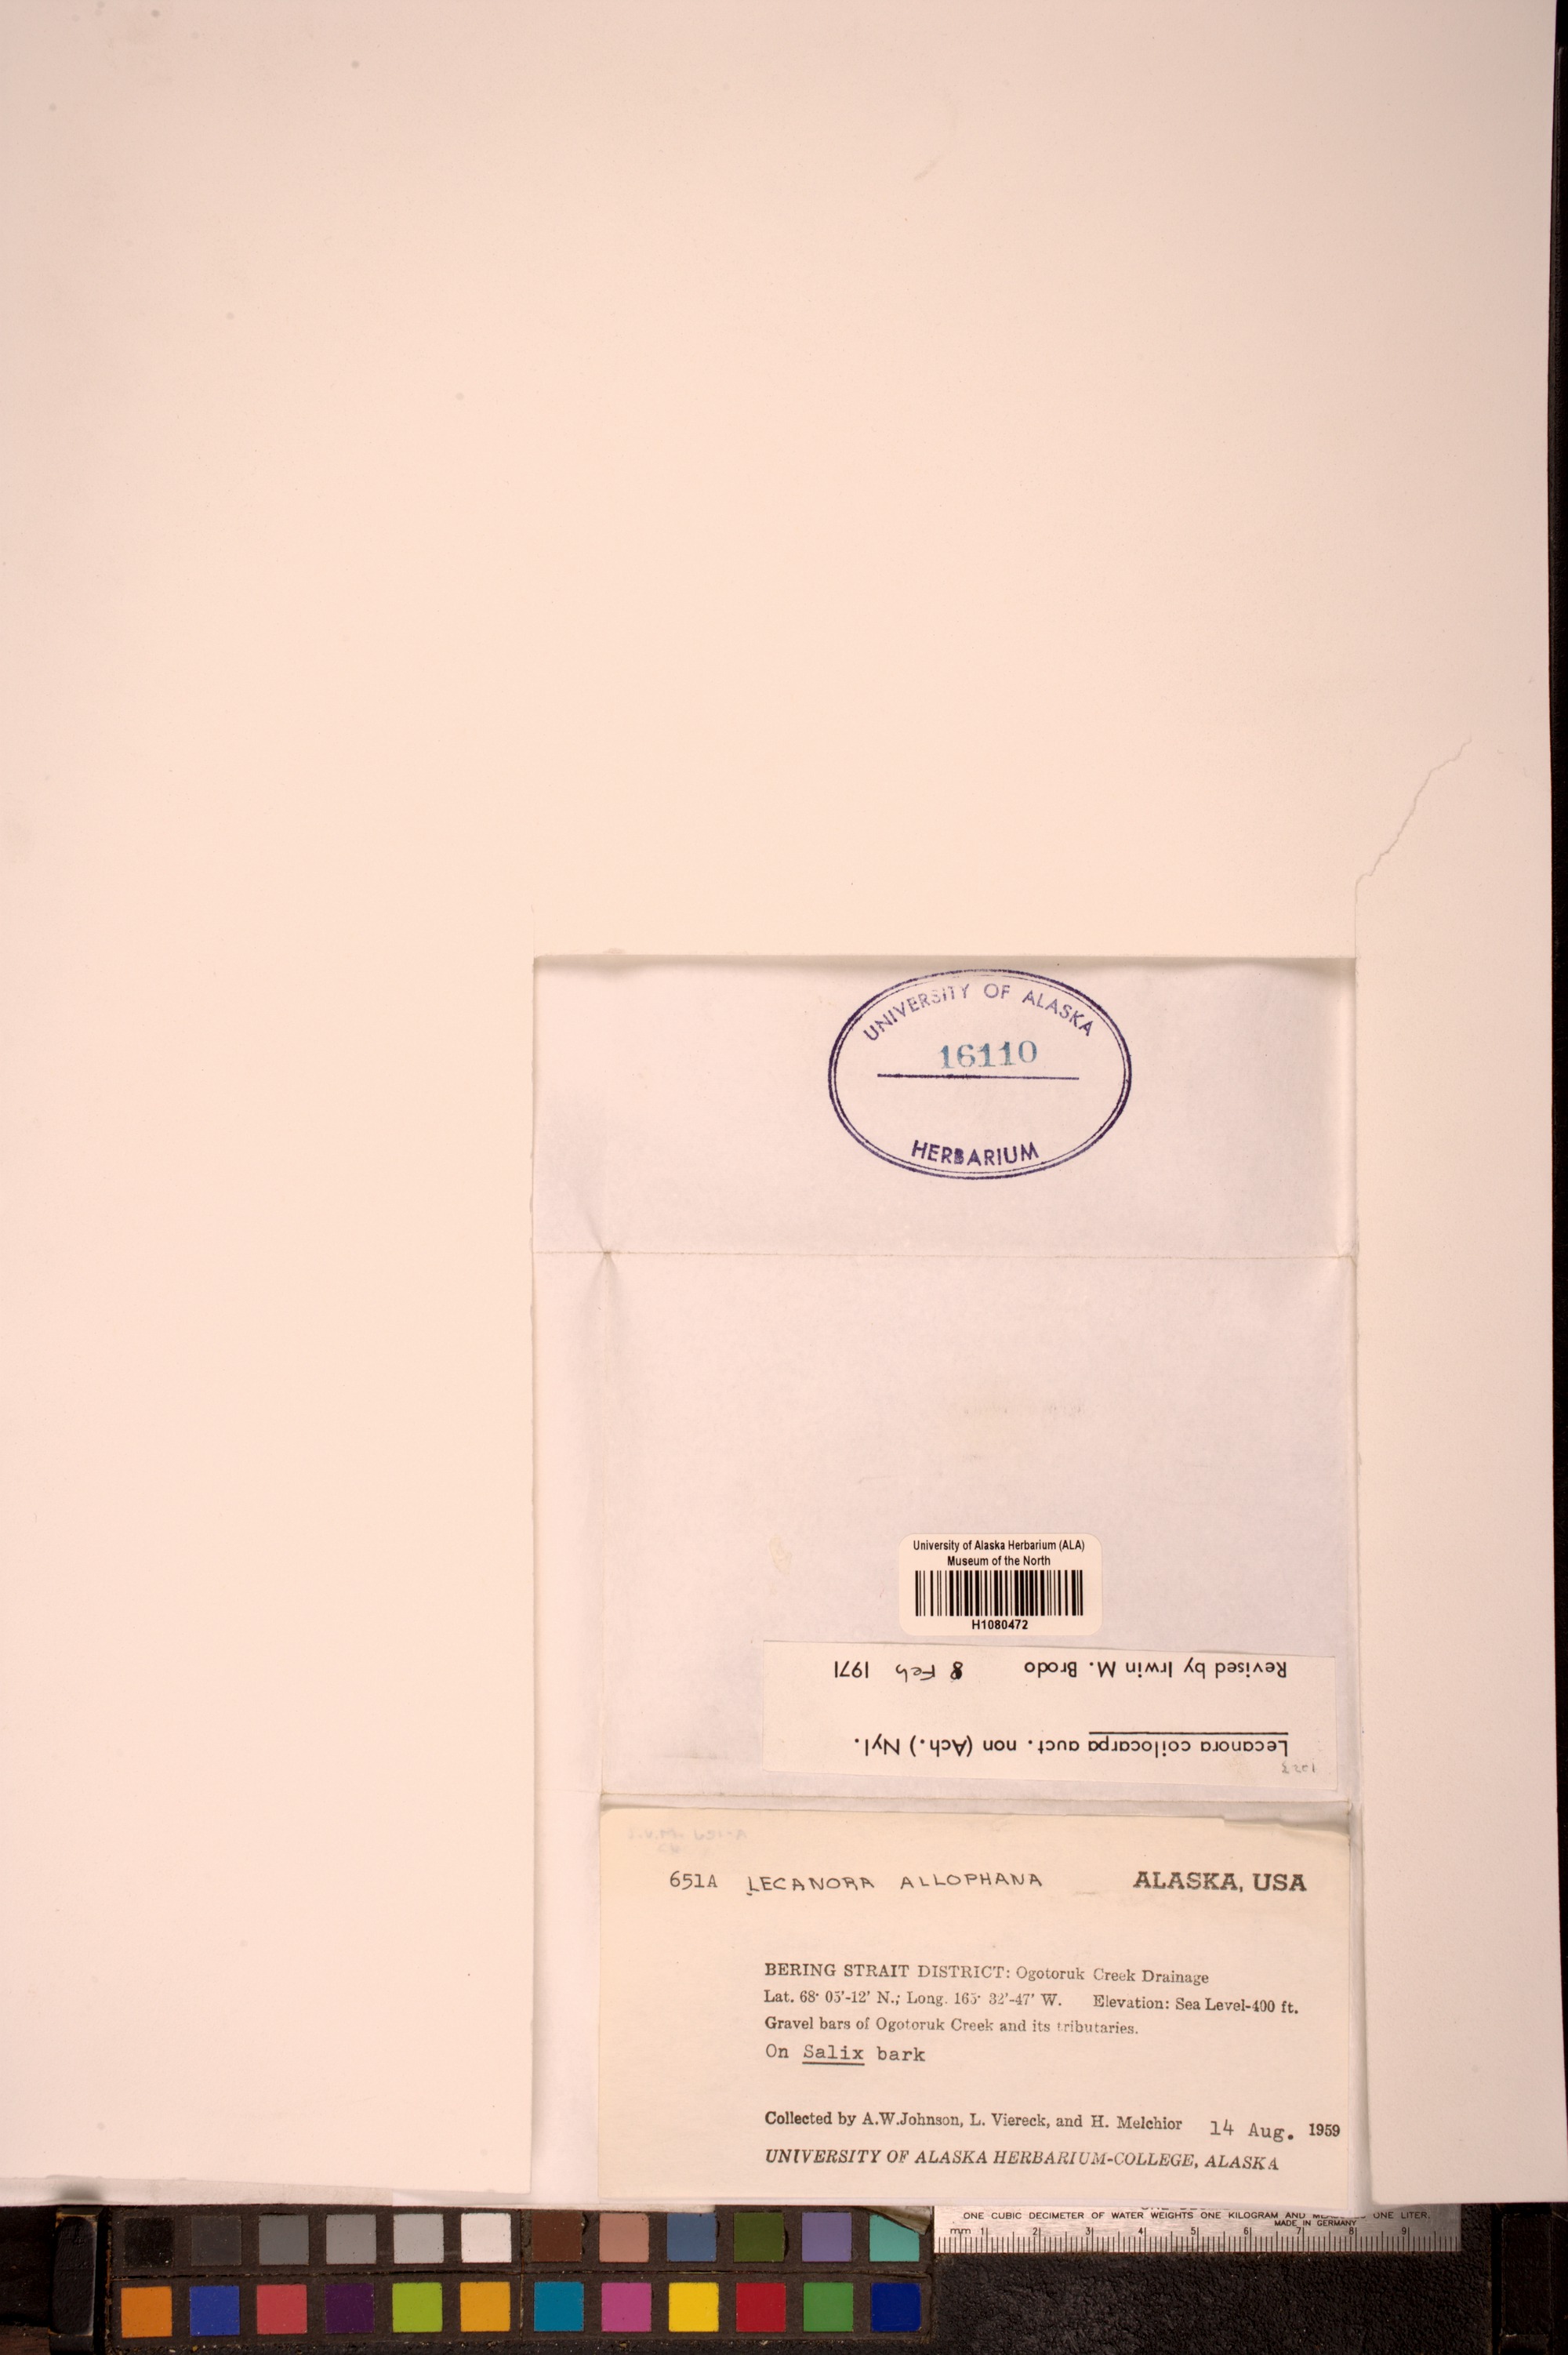 UNIVERSITY OF ALASKA
16110
HERBARIUM
University of Alaska Herbarium (ALA)
Museum of the North
H1080472
Lecanora coilocarpa auct. non (Ach.) Nyl.
Revised by Irwin M. Brodo 8 Feb 1971
651A LECANORA ALLOPHANA ALASKA, USA
BERING STRAIT DISTRICT: Ogotoruk Creek Drainage
Lat. 68· 05'-12' N.; Long. 165· 32'-47' W. Elevation: Sea Level-400 ft.
Gravel bars of Ogotoruk Creek and its tributaries.
On Salix bark
Collected by A.W.Johnson, L. Viereck, and H. Melchior 14 Aug. 1959
UNIVERSITY OF ALASKA HERBARIUM-COLLEGE, ALASKA
ONE CUBIC DECIMETER OF WATER WEIGHTS ONE KILOGRAM AND ONE LITER.
MADE IN GERMANY
mm 1 2 3 4 5 6 7 8 9